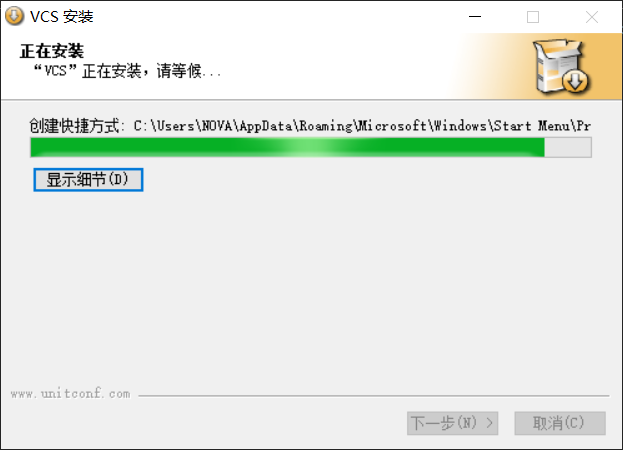 VCS 安装
正在安装
“VCS”正在安装，请等候...
创建快捷方式: C:\Users\NOVA\AppData\Roaming\Microsoft\Windows\Start Menu\Pr
显示细节(D)
www.unitconf.com
下一步(N) > 取消(C)